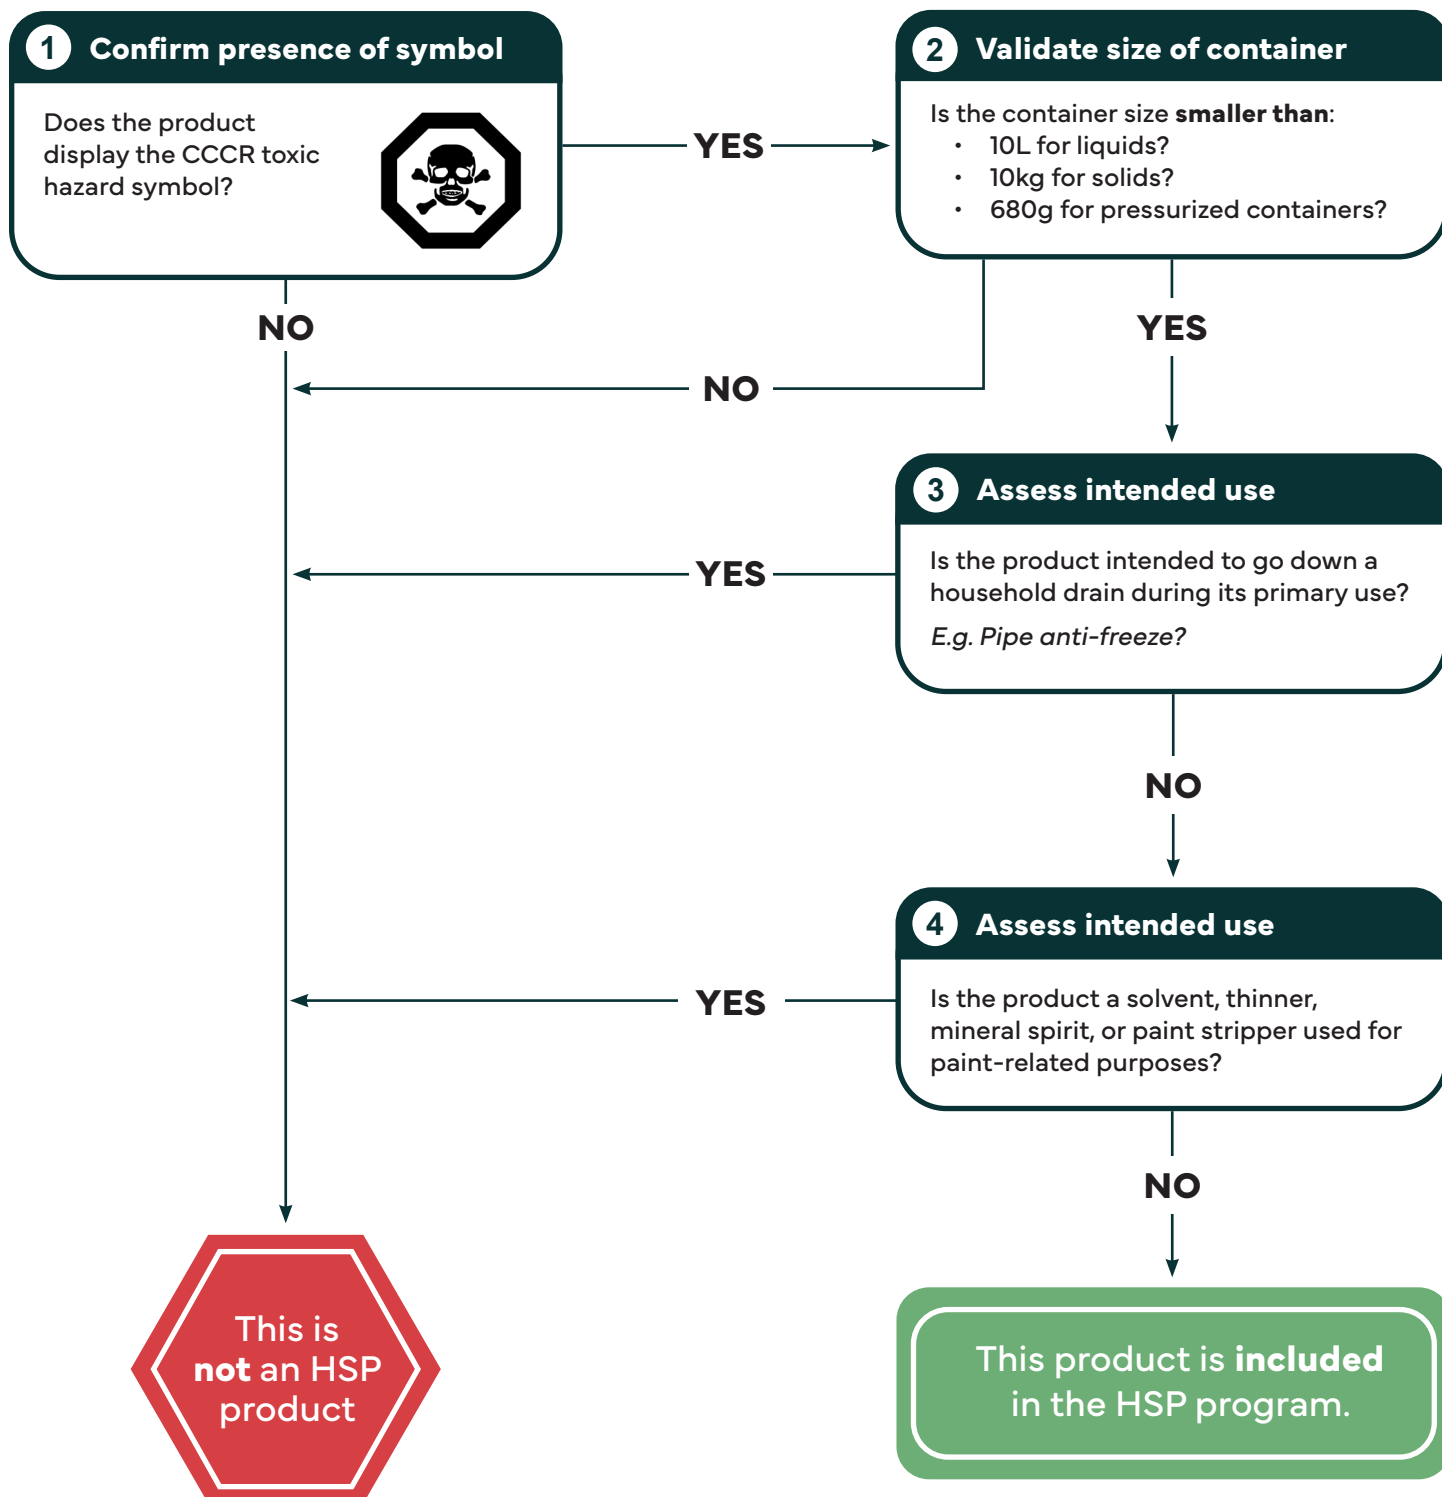 1 Confirm presence of symbol
Does the product
display the CCCR toxic
hazard symbol?
YES
2 Validate size of container
Is the container size smaller than:
• 10L for liquids?
• 10kg for solids?
• 680g for pressurized containers?
NO
YES
NO
3 Assess intended use
Is the product intended to go down a
household drain during its primary use?
E.g. Pipe anti-freeze?
YES
NO
4 Assess intended use
Is the product a solvent, thinner,
mineral spirit, or paint stripper used for
paint-related purposes?
YES
NO
This is
not an HSP
product
This product is included
in the HSP program.